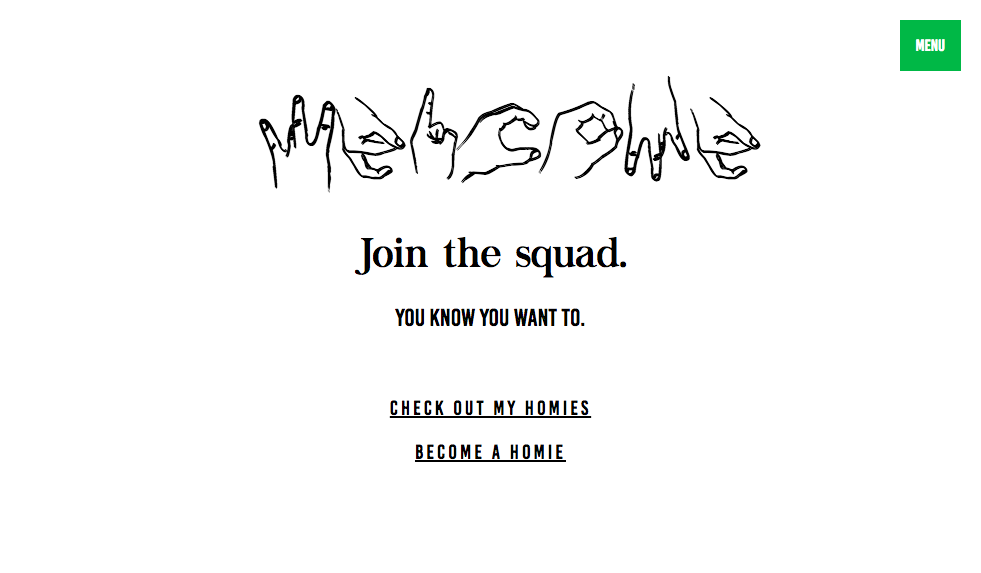 MENU
WELCOME
Join the squad.
YOU KNOW YOU WANT TO.
CHECK OUT MY HOMIES
BECOME A HOMIE